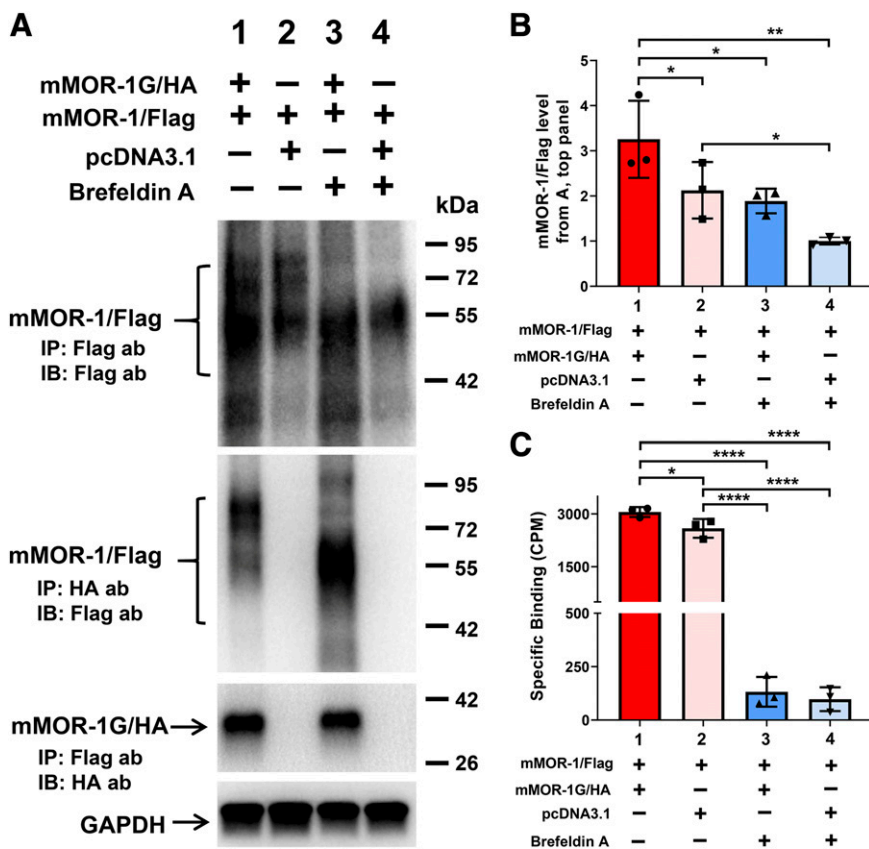 A
1 2 3 4
mMOR-1G/HA + − + −
mMOR-1/Flag + + + +
pcDNA3.1 − + − +
Brefeldin A − − + +
kDa
95
72
mMOR-1/Flag
55
IP: Flag ab
IB: Flag ab
42
95
72
mMOR-1/Flag
55
IP: HA ab
IB: Flag ab
42
42
mMOR-1G/HA
IP: Flag ab
26
IB: HA ab
GAPDH
B
**
*
*
*
mMOR-1/Flag level
from A, top panel
5
4
3
2
1
0
1 2 3 4
mMOR-1/Flag + + + +
mMOR-1G/HA + − + −
pcDNA3.1 − + − +
Brefeldin A − − + +
C
****
****
*
****
****
Specific Binding (CPM)
3000
1500
500
250
0
1 2 3 4
mMOR-1/Flag + + + +
mMOR-1G/HA + − + −
pcDNA3.1 − + − +
Brefeldin A − − + +